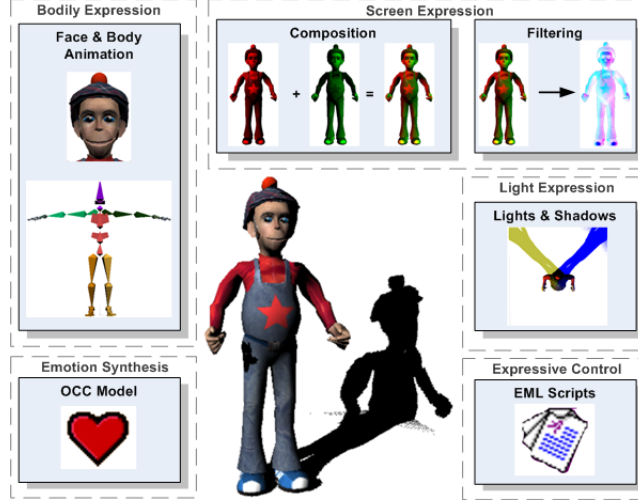 Bodily Expression
Face & Body
Animation
Screen Expression
Composition
+
=
Filtering
Light Expression
Lights & Shadows
Emotion Synthesis
OCC Model
Expressive Control
EML Scripts